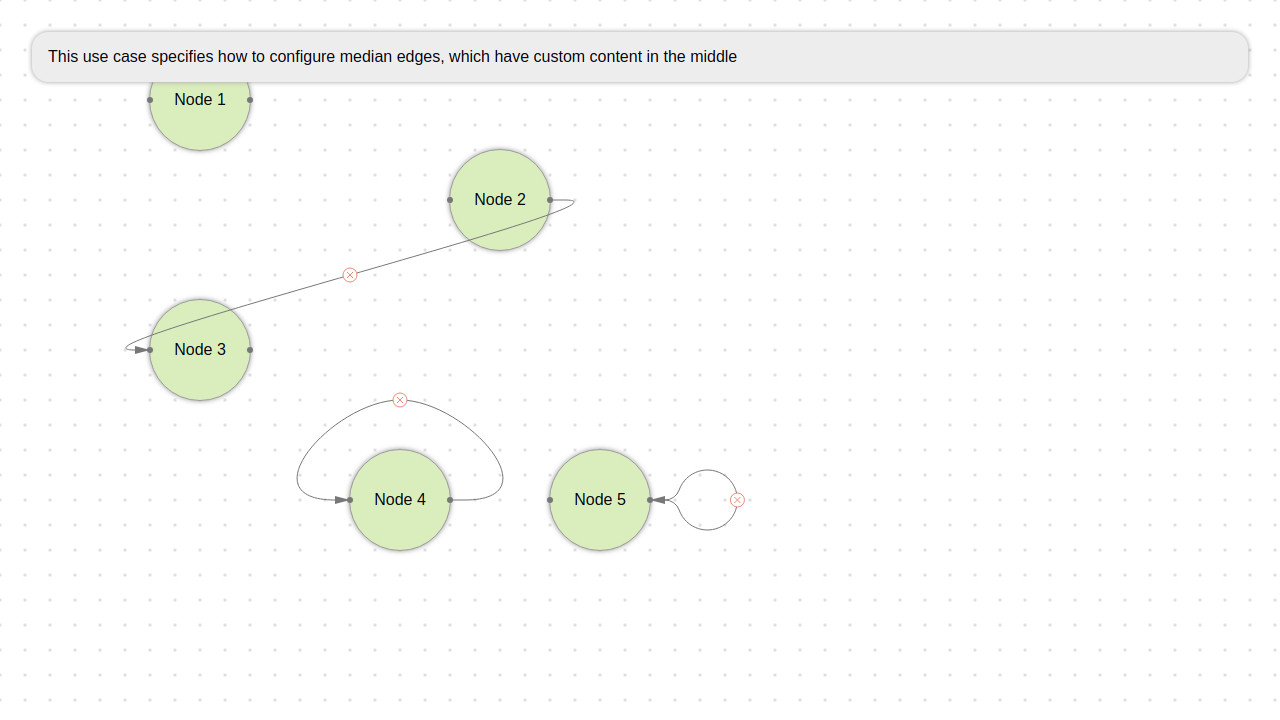 This use case specifies how to configure median edges, which have custom content in the middle
Node 1
Node 2
Node 3
Node 4
Node 5